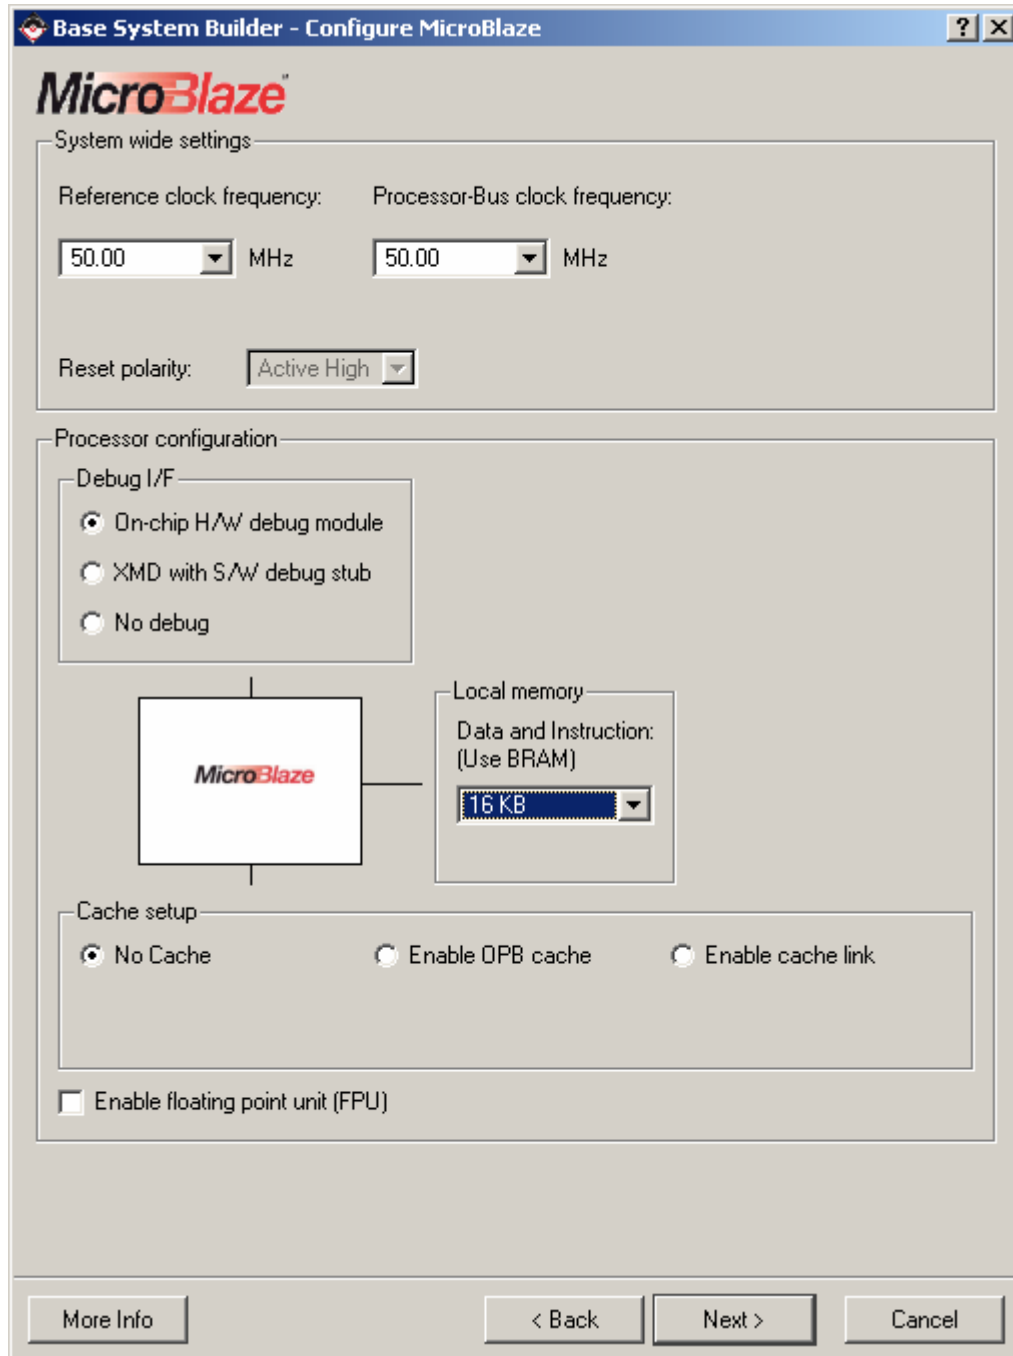 Base System Builder - Configure MicroBlaze
MicroBlaze™
System wide settings
Reference clock frequency: Processor-Bus clock frequency:
50.00 MHz 50.00 MHz
Reset polarity: Active High
Processor configuration
Debug I/F
On-chip H/W debug module
XMD with S/W debug stub
No debug
MicroBlaze
Local memory
Data and Instruction:
(Use BRAM)
16 KB
Cache setup
No Cache Enable OPB cache Enable cache link
Enable floating point unit (FPU)
More Info < Back Next > Cancel